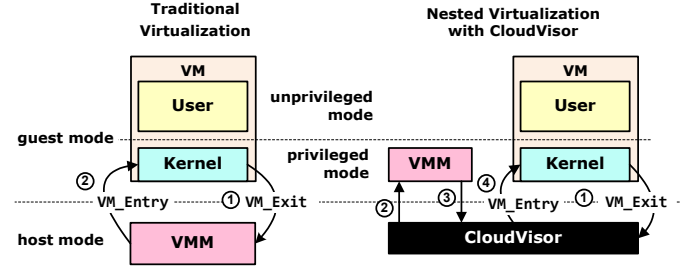 Traditional
Virtualization
Nested Virtualization
with CloudVisor
VM
User
VM
User
unprivileged
mode
guest mode
privileged
mode
Kernel
VMM
Kernel
②
VM_Entry
① VM_Exit
②
③
④
VM_Entry
① VM_Exit
host mode
VMM
CloudVisor